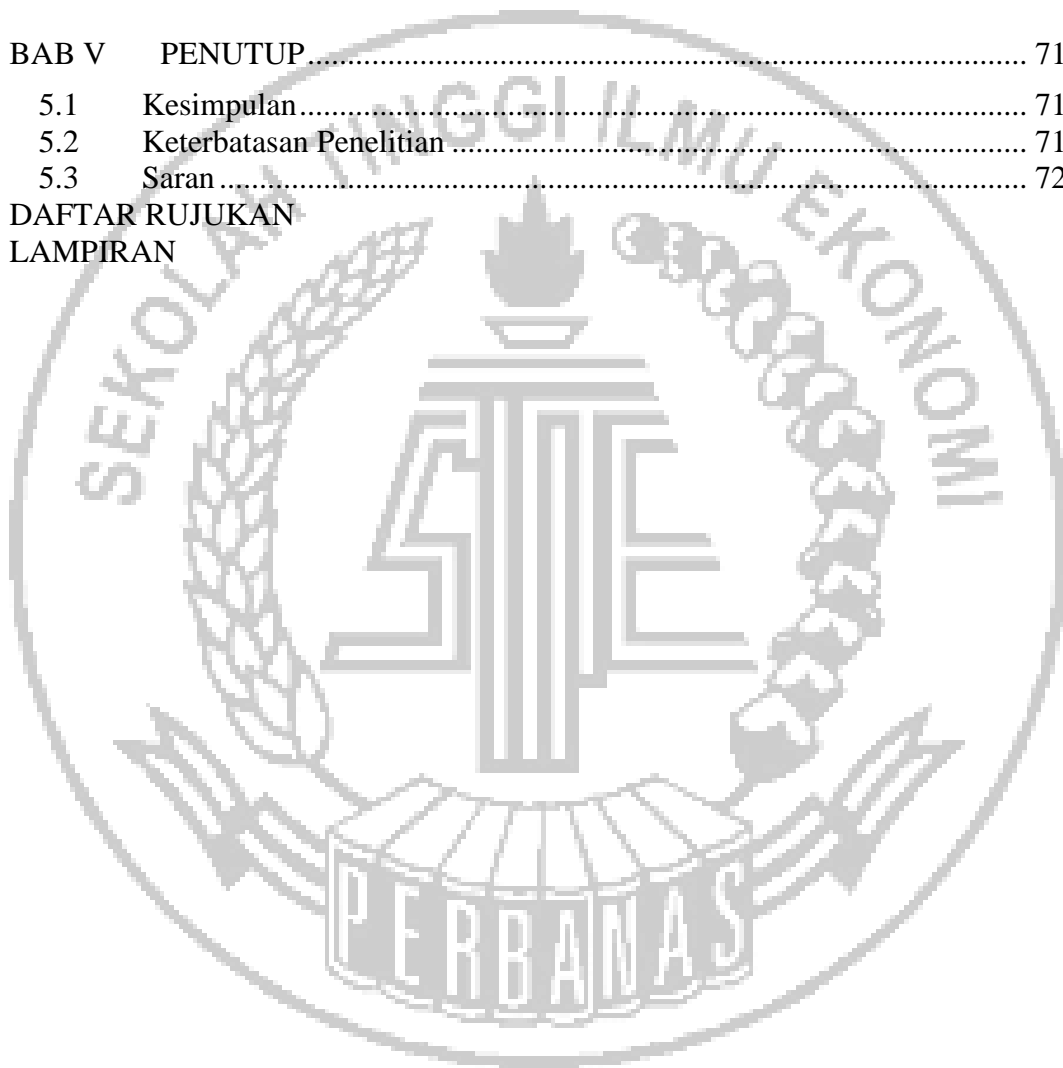 BAB V PENUTUP........................................................................ 71
5.1 Kesimpulan........................................................................ 71
5.2 Keterbatasan Penelitian ........................................................ 71
5.3 Saran ................................................................................ 72
DAFTAR RUJUKAN
LAMPIRAN
SEKOLAH TINGGI ILMU EKONOMI
STIE
PERBANAS